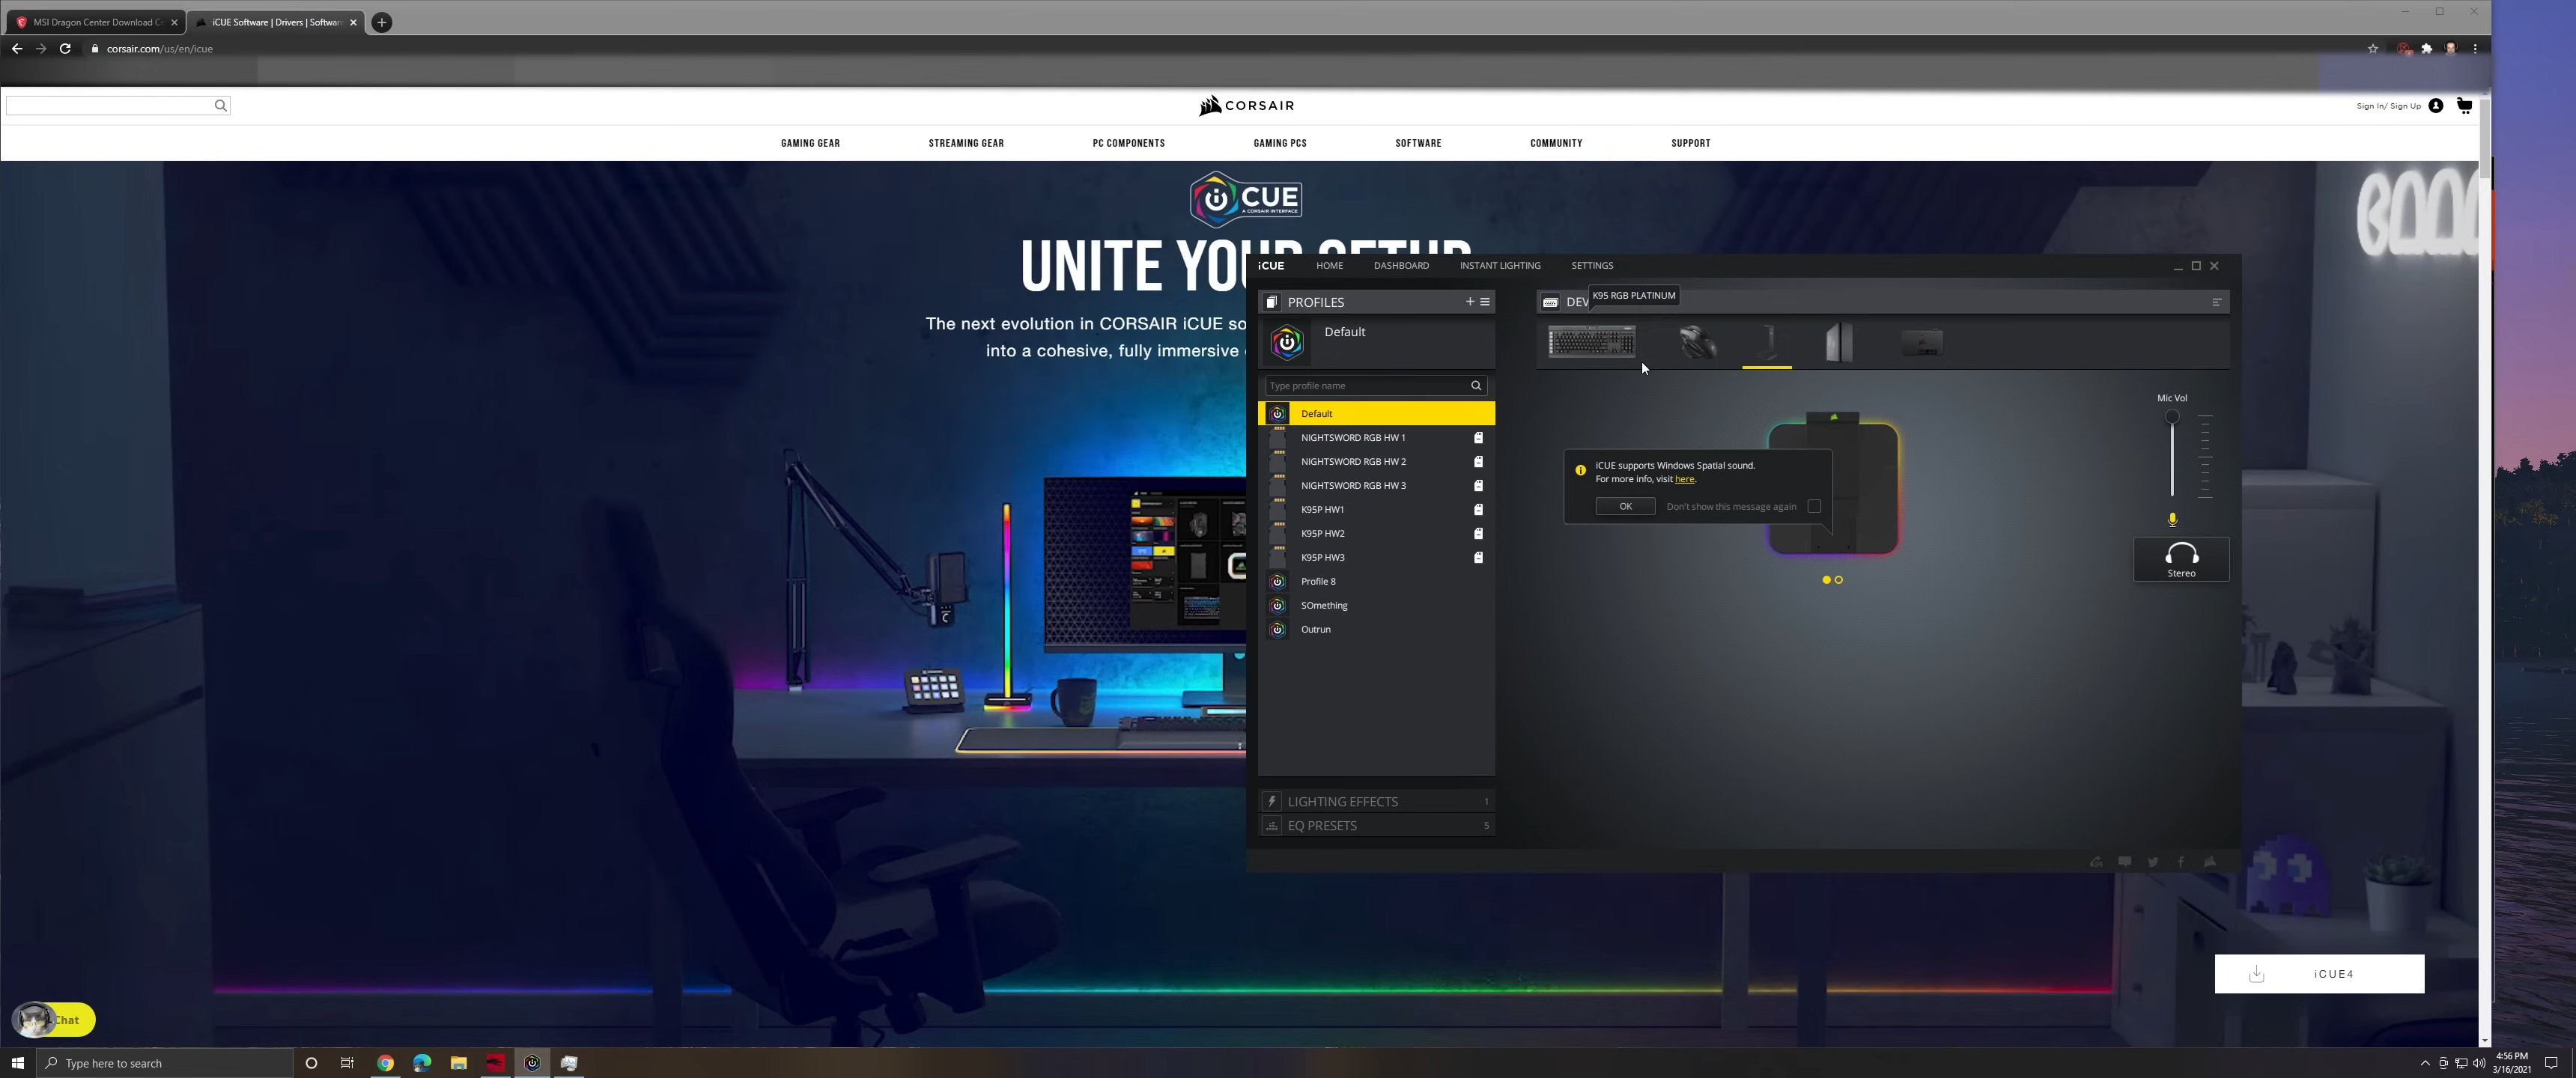 MSI Dragon Center Download Ce
iCUE Software | Drivers | Software
corsair.com/us/en/icue
CORSAIR
Sign In/ Sign Up
GAMING GEAR
STREAMING GEAR
PC COMPONENTS
GAMING PCS
SOFTWARE
COMMUNITY
SUPPORT
iCUE
A CORSAIR INTERFACE
UNITE YOUR SETUP
The next evolution in CORSAIR iCUE so
into a cohesive, fully immersive
iCUE
HOME
DASHBOARD
INSTANT LIGHTING
SETTINGS
PROFILES
Default
Type profile name
Default
NIGHTSWORD RGB HW 1
NIGHTSWORD RGB HW 2
NIGHTSWORD RGB HW 3
K95P HW1
K95P HW2
K95P HW3
Profile 8
SOmething
Outrun
LIGHTING EFFECTS 1
EQ PRESETS 5
DEV
K95 RGB PLATINUM
iCUE supports Windows Spatial sound.
For more info, visit here.
OK
Don't show this message again
Mic Vol
Stereo
iCUE4
Chat
Type here to search
4:56 PM
3/16/2021